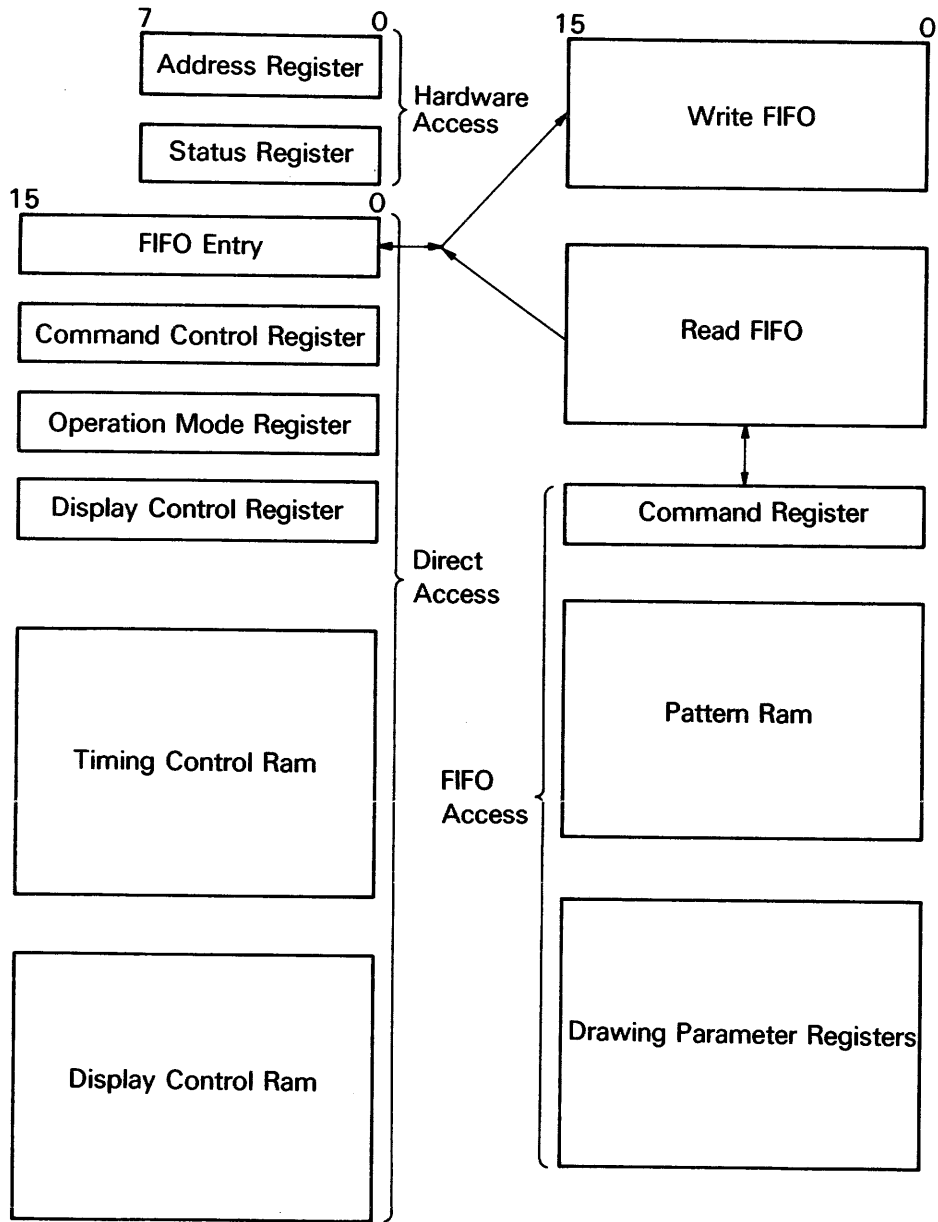 7 0
Address Register
Status Register
Hardware
Access
15 0
FIFO Entry
Command Control Register
Operation Mode Register
Display Control Register
Direct
Access
Timing Control Ram
Display Control Ram
15 0
Write FIFO
Read FIFO
Command Register
Pattern Ram
FIFO
Access
Drawing Parameter Registers